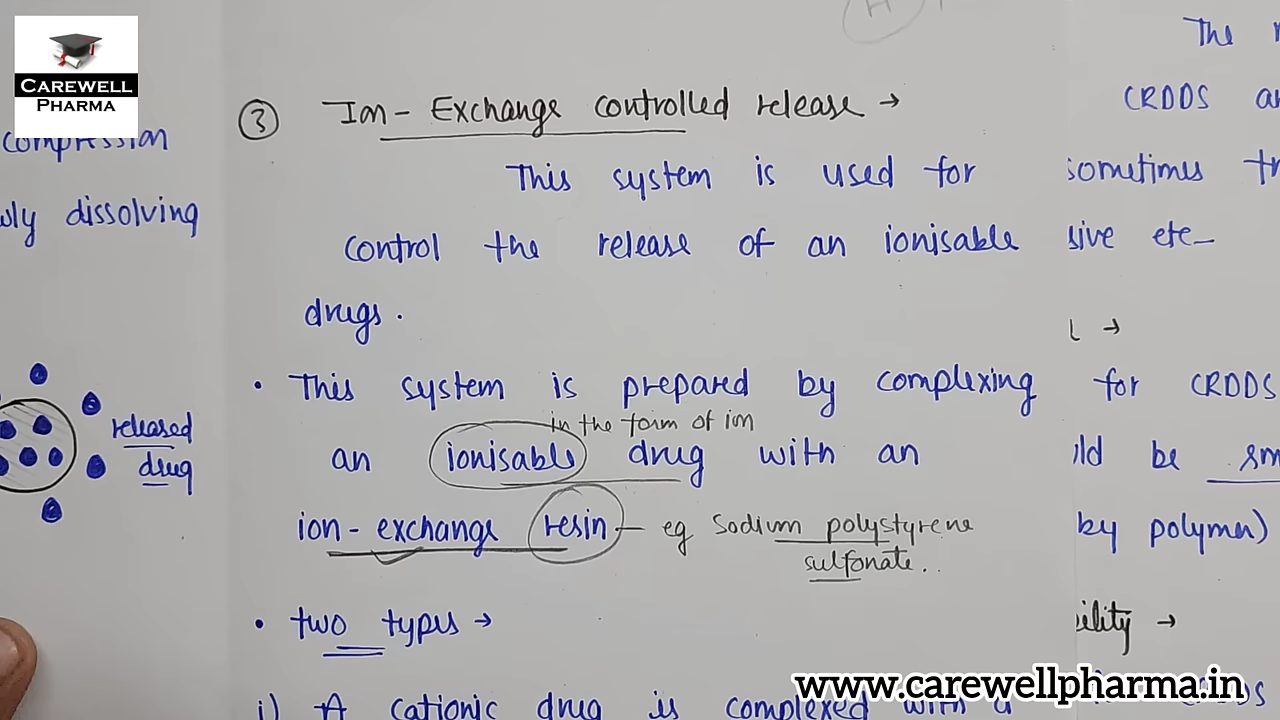 CAREWELL
PHARMA
compression
dissolving
released
drug
③ Ion - Exchange controlled release →
This system is used for
control the release of an ionisable
drugs.
• This system is prepared by complexing
in the form of ion
an ionisable drug with an
ion - exchange resin — eg Sodium polystyrene
sulfonate..
• two types →
i) A cationic drug is complexed with a
The
CRDDS
sometimes
etc_
→
for CRDDS
be
by polymer)
→
CRDDS
www.carewellpharma.in